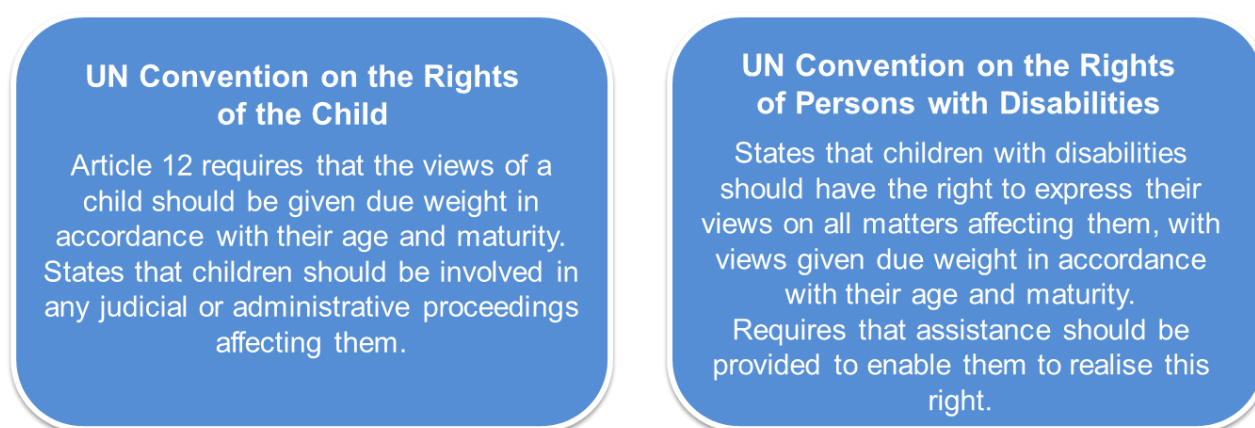 UN Convention on the Rights
of the Child
Article 12 requires that the views of a
child should be given due weight in
accordance with their age and maturity.
States that children should be involved in
any judicial or administrative proceedings
affecting them.
UN Convention on the Rights
of Persons with Disabilities
States that children with disabilities
should have the right to express their
views on all matters affecting them, with
views given due weight in accordance
with their age and maturity.
Requires that assistance should be
provided to enable them to realise this
right.